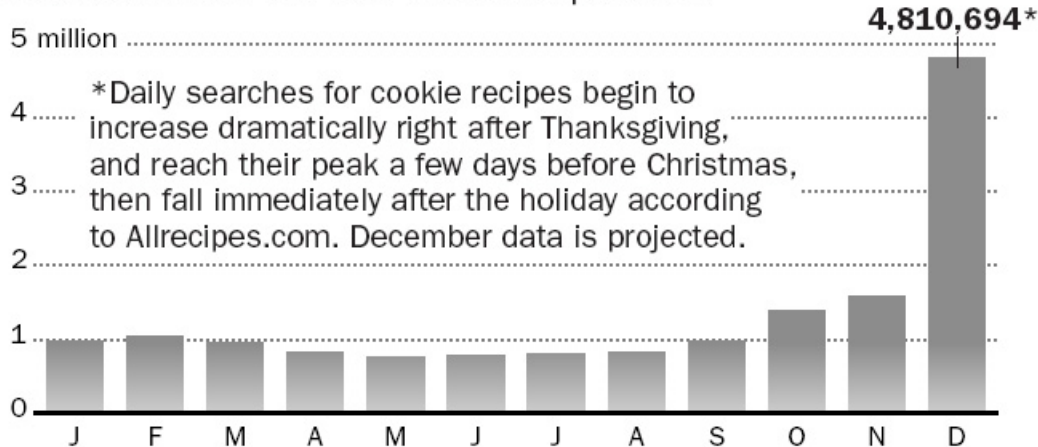 4,810,694*
5 million
*Daily searches for cookie recipes begin to
increase dramatically right after Thanksgiving,
and reach their peak a few days before Christmas,
then fall immediately after the holiday according
to Allrecipes.com. December data is projected.
4
3
2
1
0
J F M A M J J A S O N D